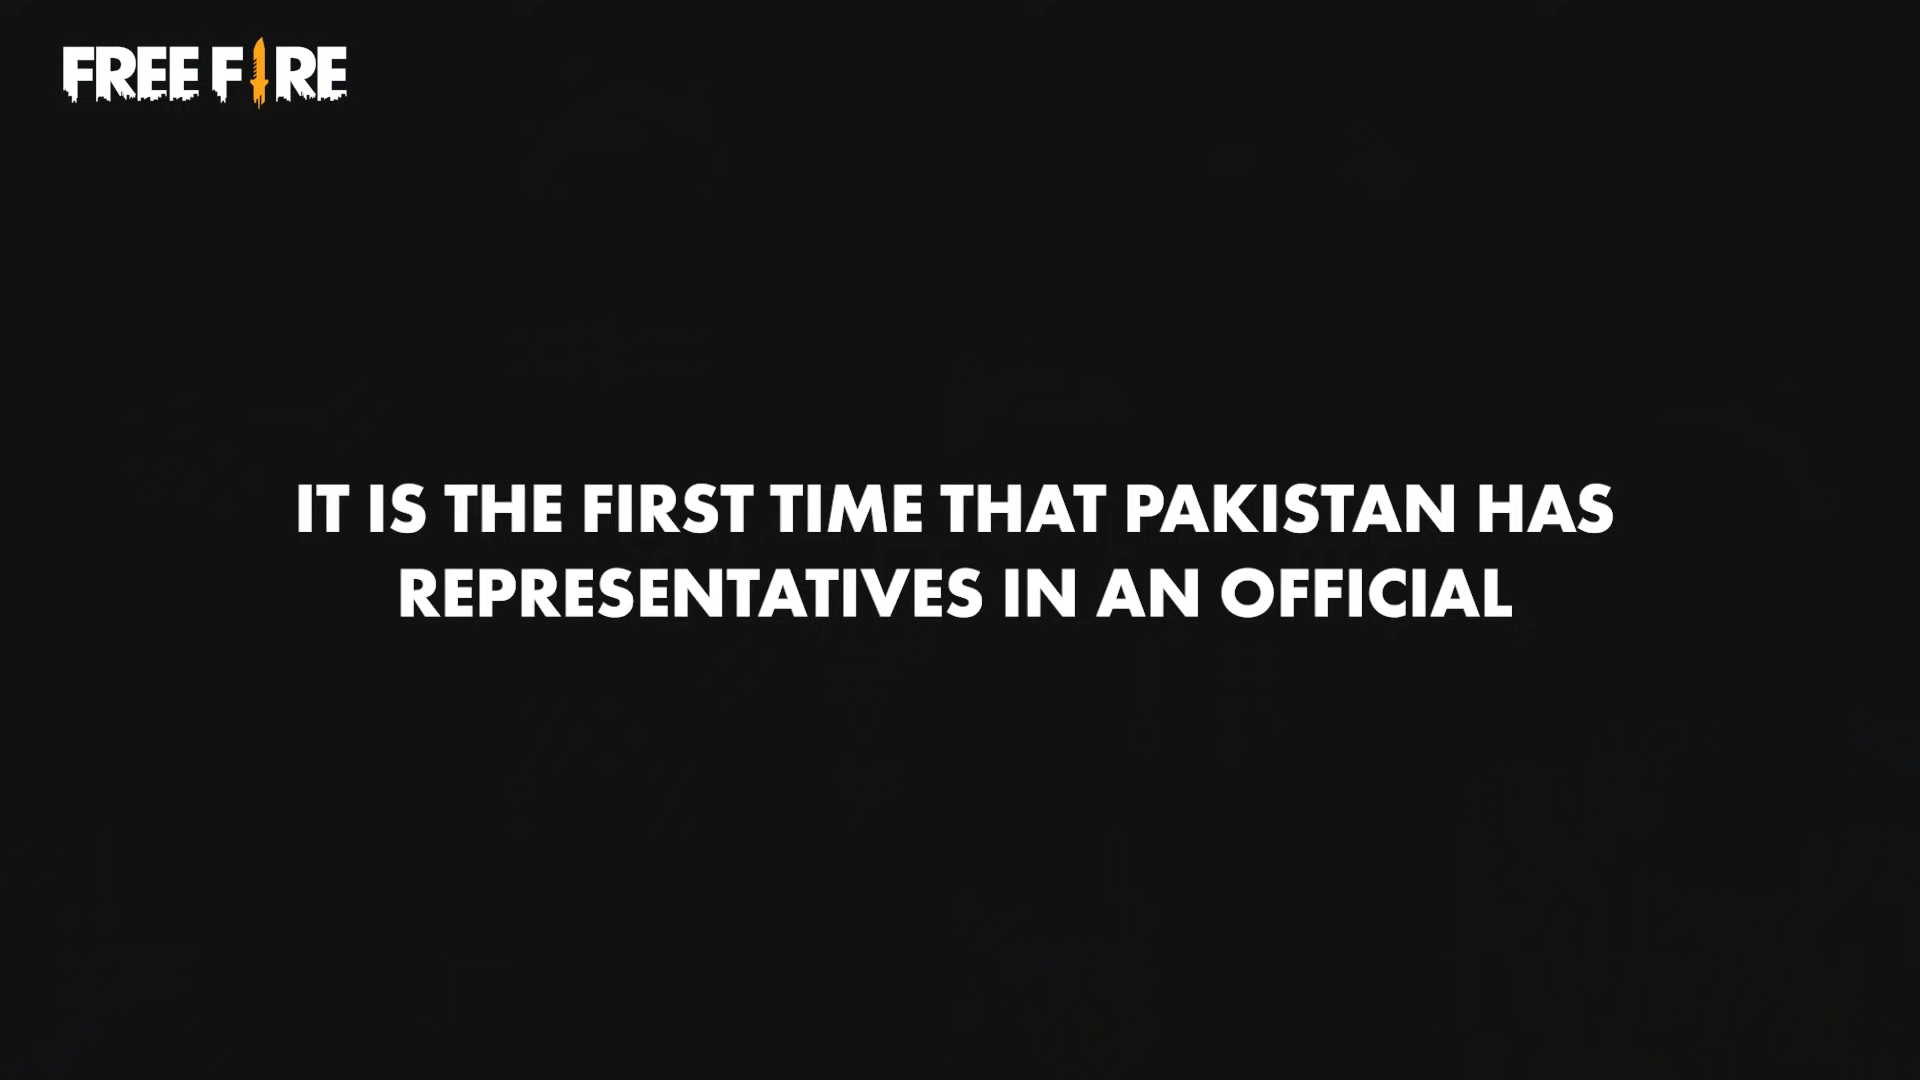 FREE FIRE
IT IS THE FIRST TIME THAT PAKISTAN HAS
REPRESENTATIVES IN AN OFFICIAL